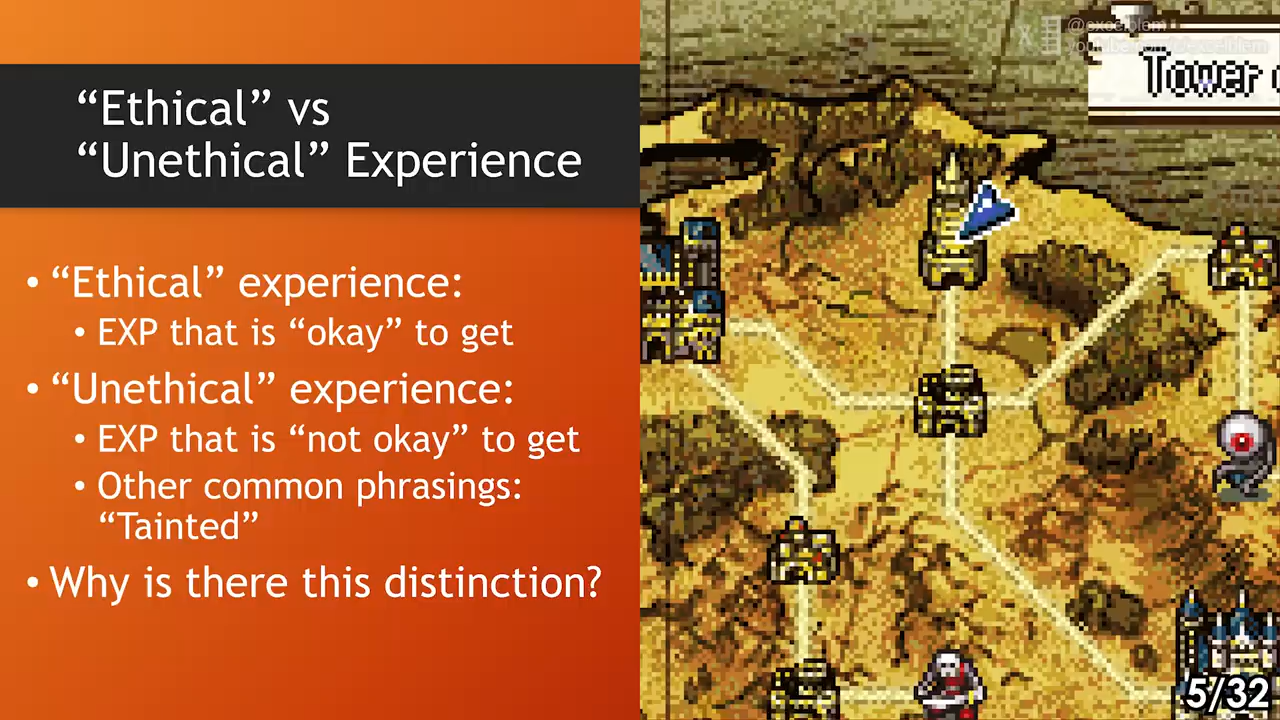 “Ethical” vs
“Unethical” Experience
• “Ethical” experience:
• EXP that is “okay” to get
• “Unethical” experience:
• EXP that is “not okay” to get
• Other common phrasings:
“Tainted”
• Why is there this distinction?
@excelblem
Tower
5/32